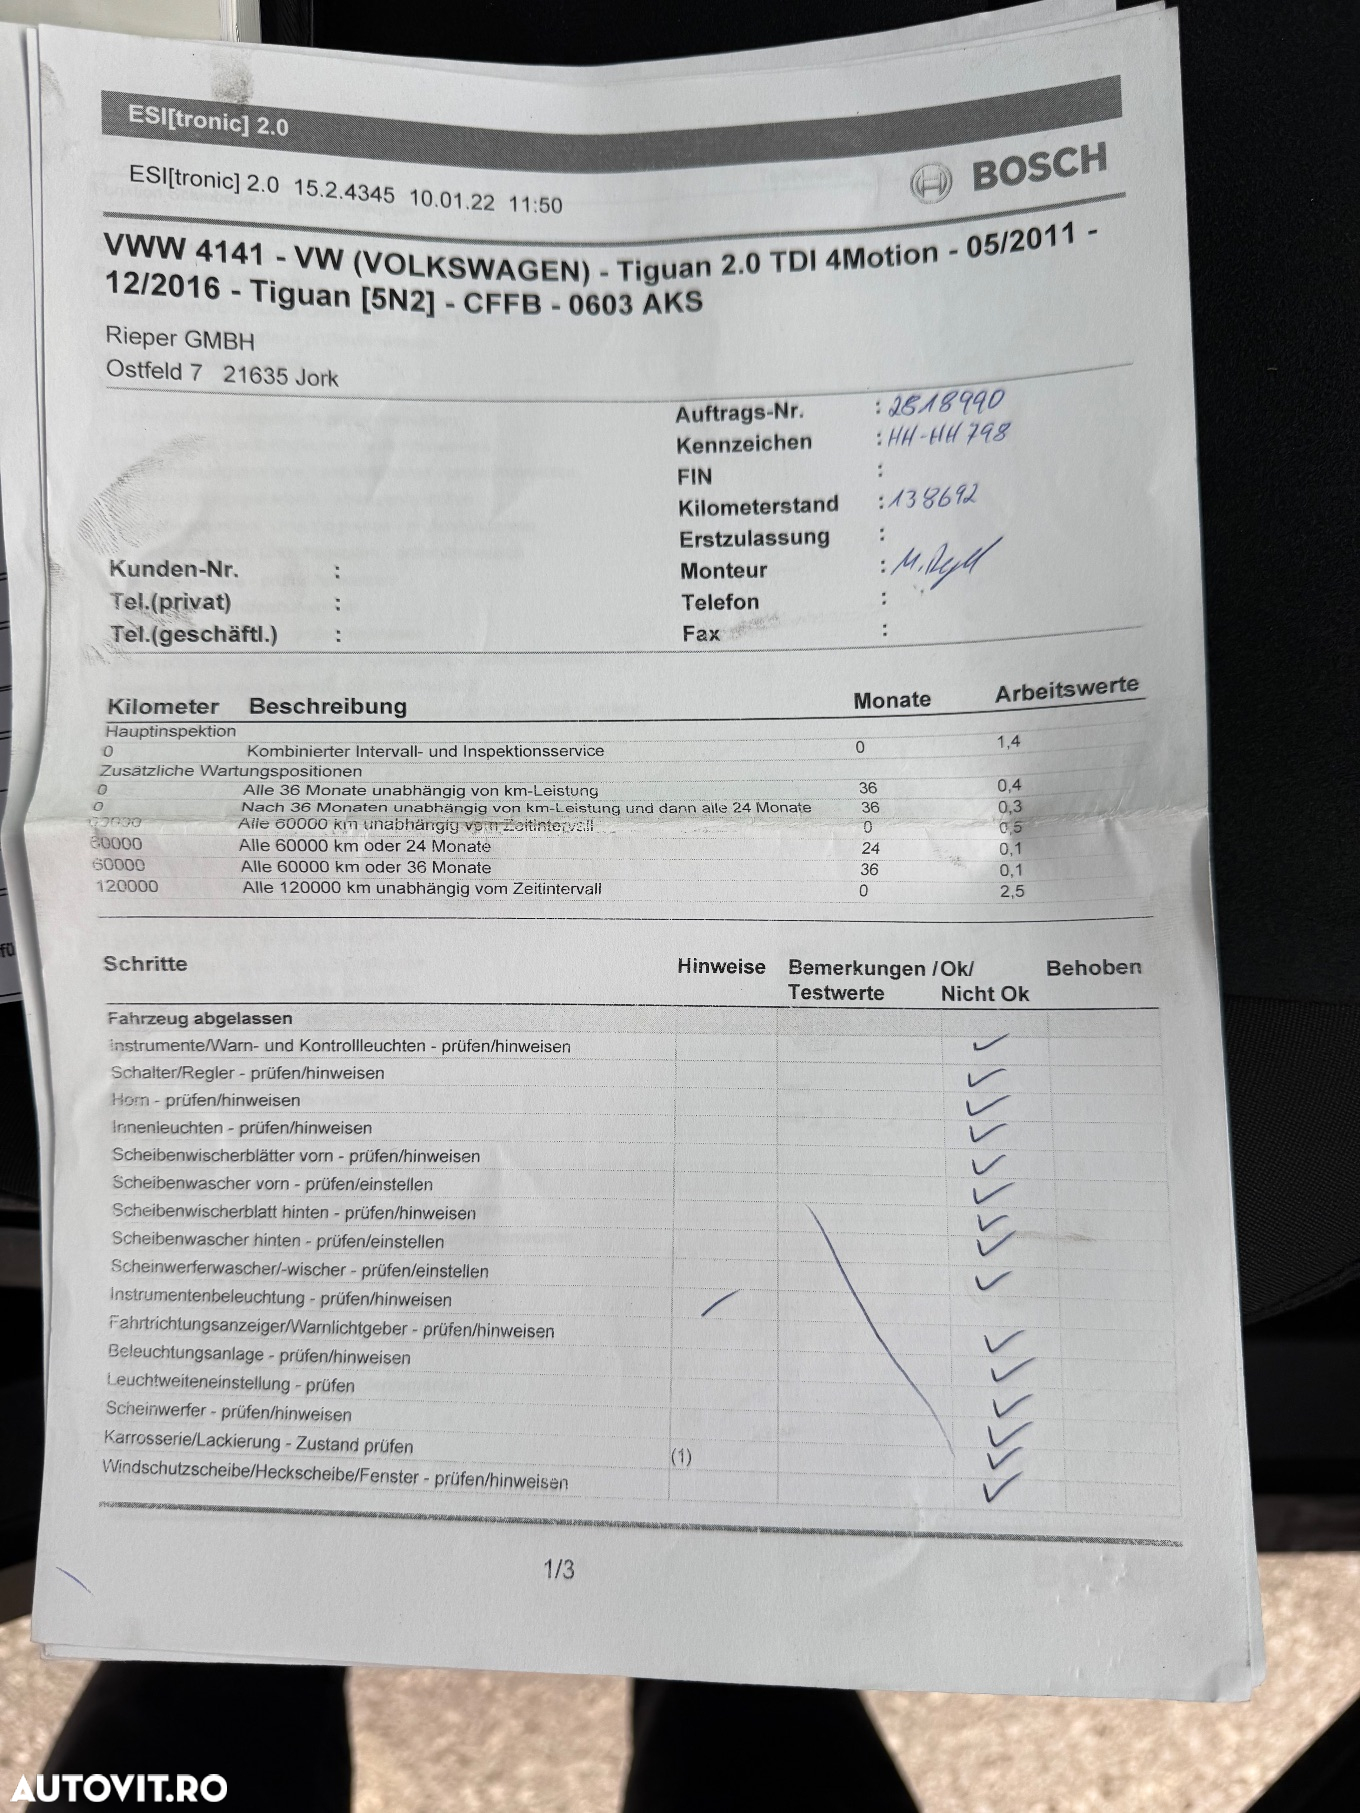 ESI[tronic] 2.0
ESI[tronic] 2.0 15.2.4345 10.01.22 11:50
BOSCH
VWW 4141 - VW (VOLKSWAGEN) - Tiguan 2.0 TDI 4Motion - 05/2011 -
12/2016 - Tiguan [5N2] - CFFB - 0603 AKS
Rieper GMBH
Ostfeld 7 21635 Jork
Auftrags-Nr. : 2518990
Kennzeichen : HH-HH 798
FIN :
Kilometerstand : 138692
Erstzulassung :
Kunden-Nr. : Monteur :
Tel.(privat) : Telefon :
Tel.(geschäftl.) : Fax :
Kilometer Beschreibung Monate Arbeitswerte
Hauptinspektion
0 Kombinierter Intervall- und Inspektionsservice 0 1,4
Zusätzliche Wartungspositionen
0 Alle 36 Monate unabhängig von km-Leistung 36 0,4
0 Nach 36 Monaten unabhängig von km-Leistung und dann alle 24 Monate 36 0,3
60000 Alle 60000 km unabhängig vom Zeitintervall 0 0,5
60000 Alle 60000 km oder 24 Monate 24 0,1
60000 Alle 60000 km oder 36 Monate 36 0,1
120000 Alle 120000 km unabhängig vom Zeitintervall 0 2,5
Schritte Hinweise Bemerkungen / Ok/ Behoben
Testwerte Nicht Ok
Fahrzeug abgelassen
Instrumente/Warn- und Kontrollleuchten - prüfen/hinweisen ✓
Schalter/Regler - prüfen/hinweisen ✓
Horn - prüfen/hinweisen ✓
Innenleuchten - prüfen/hinweisen ✓
Scheibenwischerblätter vorn - prüfen/hinweisen ✓
Scheibenwascher vorn - prüfen/einstellen ✓
Scheibenwischerblatt hinten - prüfen/hinweisen ✓
Scheibenwascher hinten - prüfen/einstellen ✓
Scheinwerferwascher/-wischer - prüfen/einstellen ✓
Instrumentenbeleuchtung - prüfen/hinweisen
Fahrtrichtungsanzeiger/Warnlichtgeber - prüfen/hinweisen ✓
Beleuchtungsanlage - prüfen/hinweisen ✓
Leuchtweiteneinstellung - prüfen ✓
Scheinwerfer - prüfen/hinweisen ✓
Karrosserie/Lackierung - Zustand prüfen (1) ✓
Windschutzscheibe/Heckscheibe/Fenster - prüfen/hinweisen ✓
1/3
fü
AUTOVIT.RO